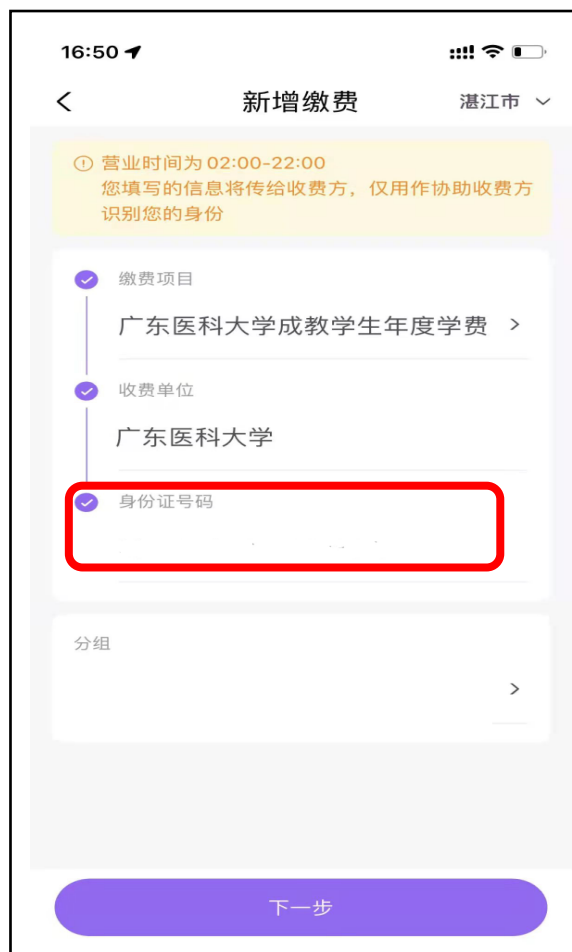 16:50
新增缴费
湛江市
营业时间为 02:00-22:00
您填写的信息将传给收费方，仅用作协助收费方
识别您的身份
缴费项目
广东医科大学成教学生年度学费
收费单位
广东医科大学
身份证号码
分组
下一步